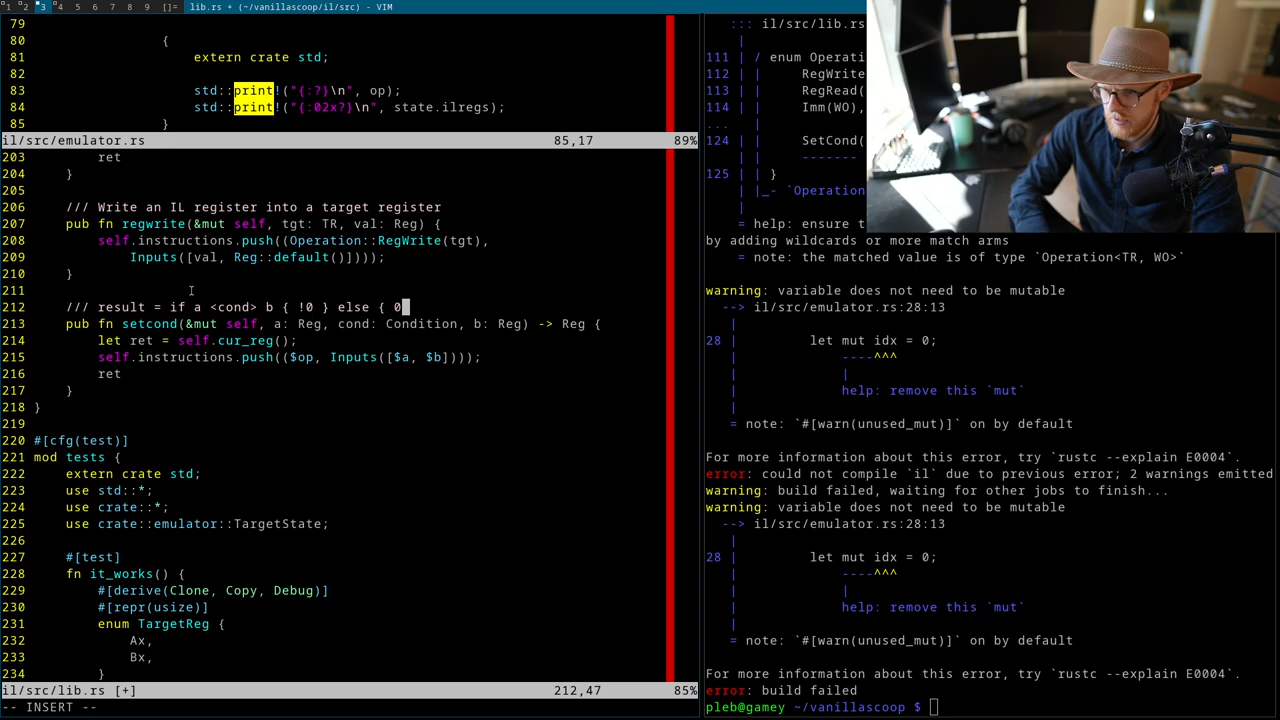 1 2 3 4 5 6 7 8 9 []= lib.rs + (~/vanillascoop/il/src) - VIM
79
80                 {
81                     extern crate std;
82
83                     std::print!("{:?}\n", op);
84                     std::print!("{:02x?}\n", state.ilregs);
85                 }
il/src/emulator.rs 85,17 89%
203         ret
204     }
205
206     /// Write an IL register into a target register
207     pub fn regwrite(&mut self, tgt: TR, val: Reg) {
208         self.instructions.push((Operation::RegWrite(tgt),
209             Inputs([val, Reg::default()])));
210     }
211
212     /// result = if a <cond> b { !0 } else { 0
213     pub fn setcond(&mut self, a: Reg, cond: Condition, b: Reg) -> Reg {
214         let ret = self.cur_reg();
215         self.instructions.push(($op, Inputs([$a, $b])));
216         ret
217     }
218 }
219
220 #[cfg(test)]
221 mod tests {
222     extern crate std;
223     use std::*;
224     use crate::*;
225     use crate::emulator::TargetState;
226
227     #[test]
228     fn it_works() {
229         #[derive(Clone, Copy, Debug)]
230         #[repr(usize)]
231         enum TargetReg {
232             Ax,
233             Bx,
234         }
il/src/lib.rs [+] 212,47 85%
-- INSERT --
::: il/src/lib.rs
|
111 | / enum Operati
112 | |     RegWrite
113 | |     RegRead(
114 | |     Imm(WO),
...   |
124 | |     SetCond(
    | |     -------
125 | | }
    | |_- `Operation
    |
    = help: ensure t
by adding wildcards or more match arms
    = note: the matched value is of type `Operation<TR, WO>`
warning: variable does not need to be mutable
  --> il/src/emulator.rs:28:13
   |
28 |         let mut idx = 0;
   |             ----^^^
   |             |
   |             help: remove this `mut`
   |
   = note: `#[warn(unused_mut)]` on by default
For more information about this error, try `rustc --explain E0004`.
error: could not compile `il` due to previous error; 2 warnings emitted
warning: build failed, waiting for other jobs to finish...
warning: variable does not need to be mutable
  --> il/src/emulator.rs:28:13
   |
28 |         let mut idx = 0;
   |             ----^^^
   |             |
   |             help: remove this `mut`
   |
   = note: `#[warn(unused_mut)]` on by default
For more information about this error, try `rustc --explain E0004`.
error: build failed
pleb@gamey ~/vanillascoop $